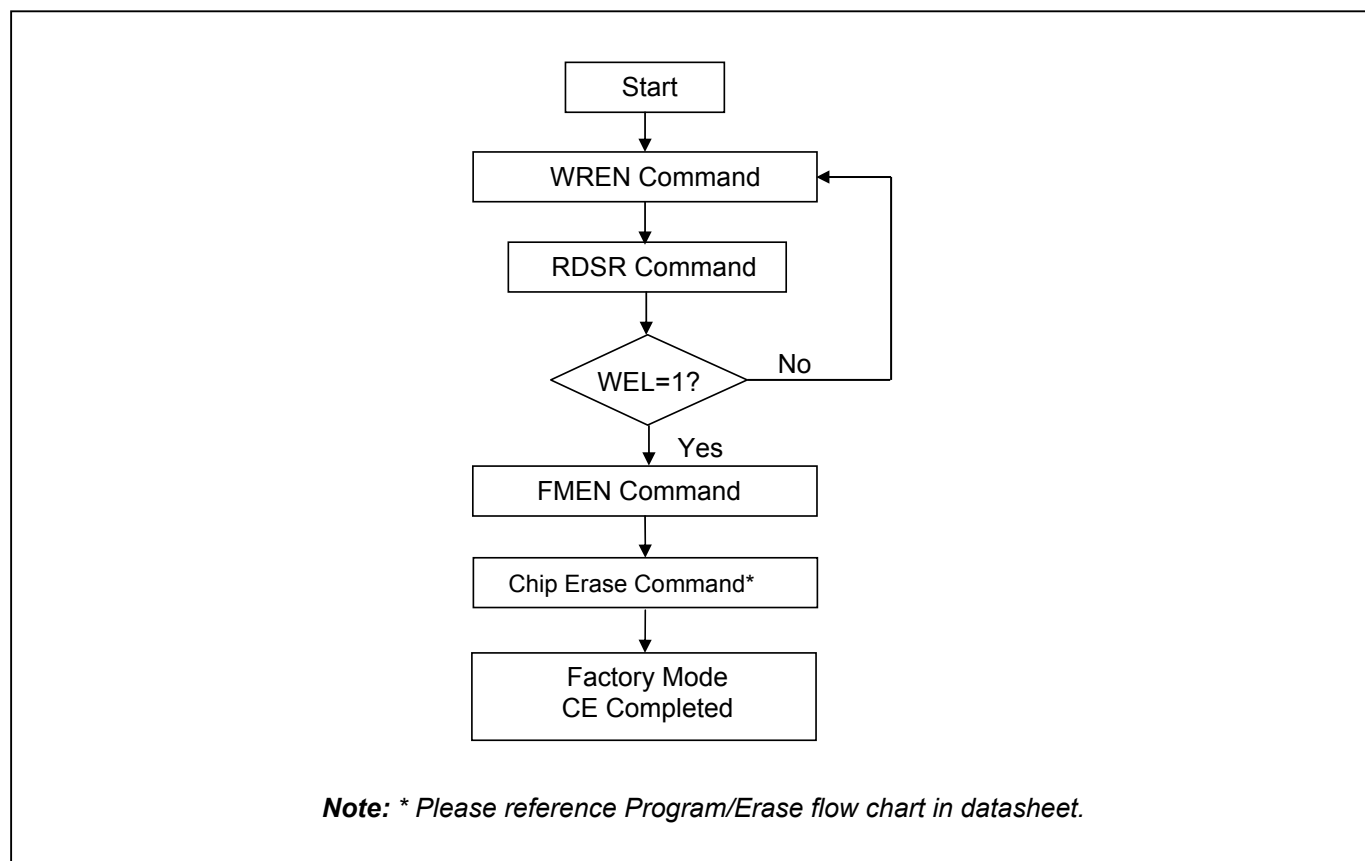 Start
WREN Command
RDSR Command
WEL=1?
No
Yes
FMEN Command
Chip Erase Command*
Factory Mode
CE Completed
Note: * Please reference Program/Erase flow chart in datasheet.